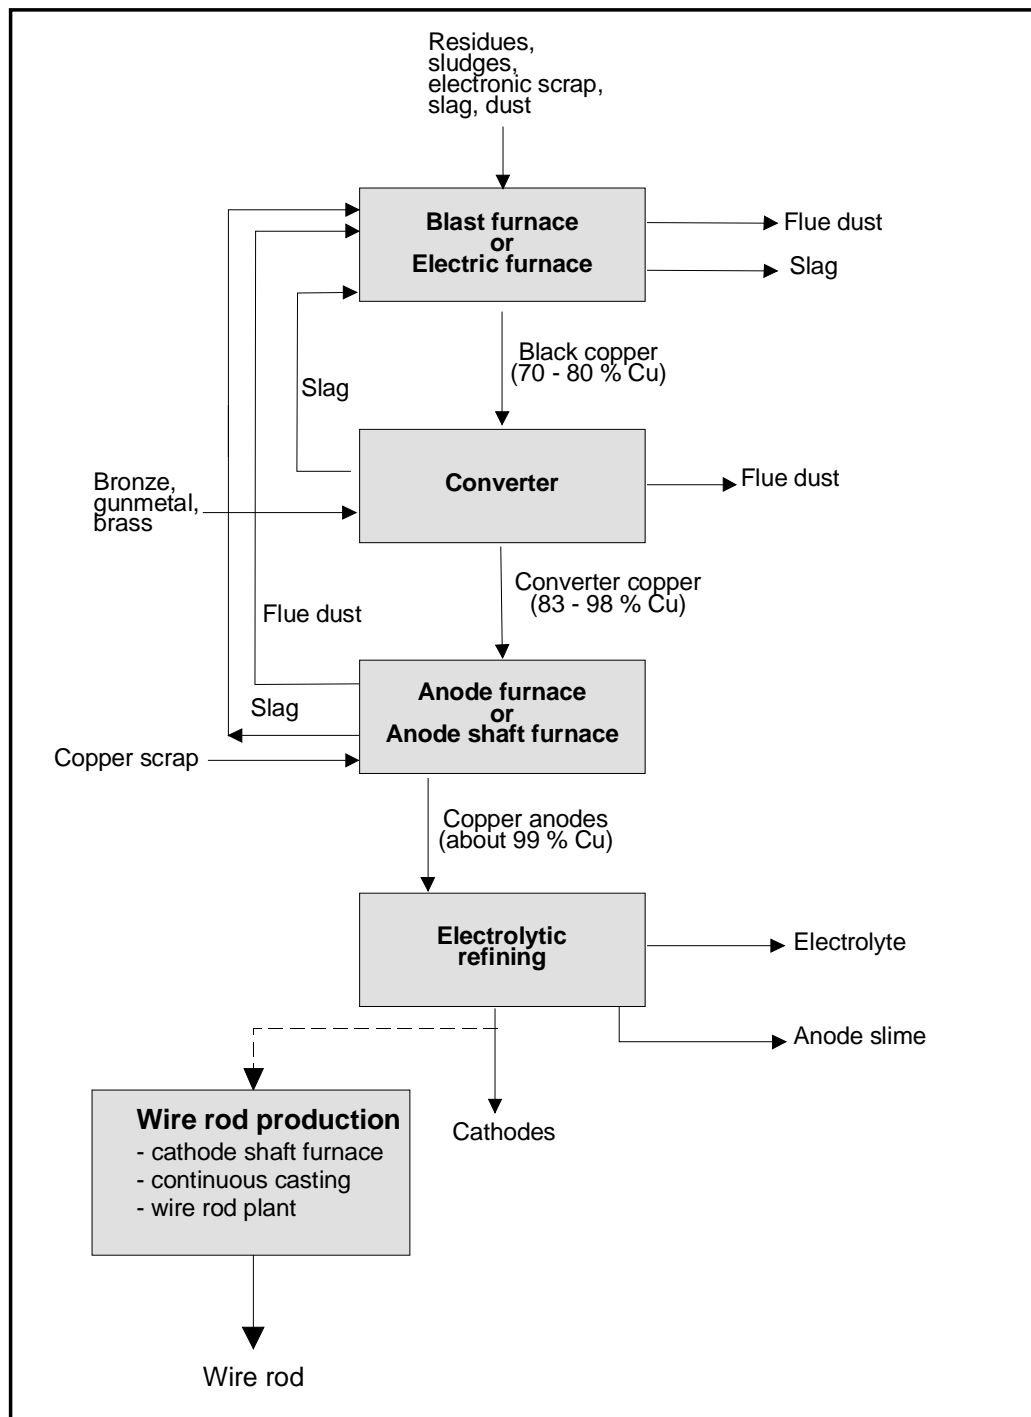 Residues,
sludges,
electronic scrap,
slag, dust
Blast furnace
or
Electric furnace
Flue dust
Slag
Black copper
(70 - 80 % Cu)
Slag
Bronze,
gunmetal,
brass
Converter
Flue dust
Converter copper
(83 - 98 % Cu)
Flue dust
Anode furnace
or
Anode shaft furnace
Slag
Copper scrap
Copper anodes
(about 99 % Cu)
Electrolytic
refining
Electrolyte
Anode slime
Wire rod production
- cathode shaft furnace
- continuous casting
- wire rod plant
Cathodes
Wire rod